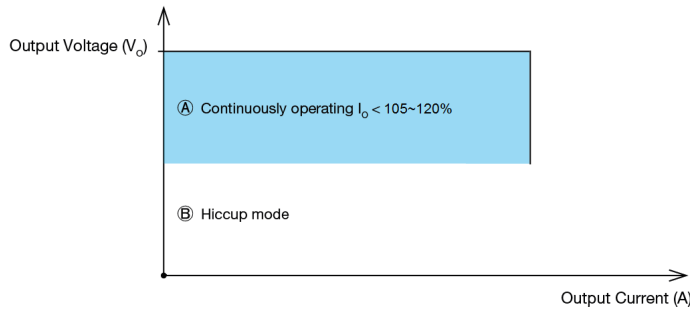 Output Voltage (Vo)
Ⓐ Continuously operating Io < 105~120%
Ⓑ Hiccup mode
Output Current (A)